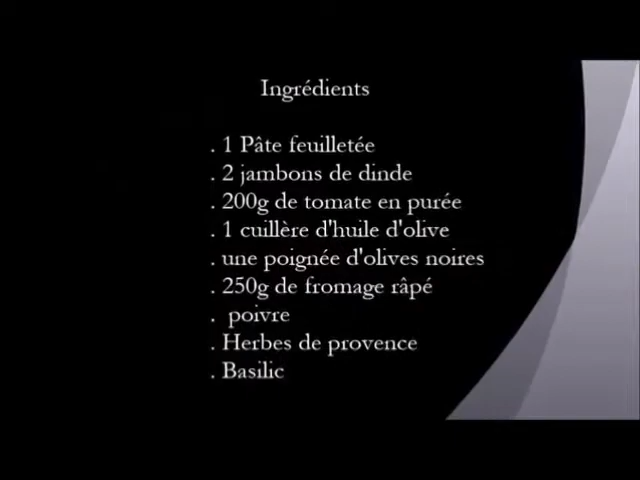 Ingrédients
. 1 Pâte feuilletée
. 2 jambons de dinde
. 200g de tomate en purée
. 1 cuillère d'huile d'olive
. une poignée d'olives noires
. 250g de fromage râpé
.  poivre
. Herbes de provence
. Basilic